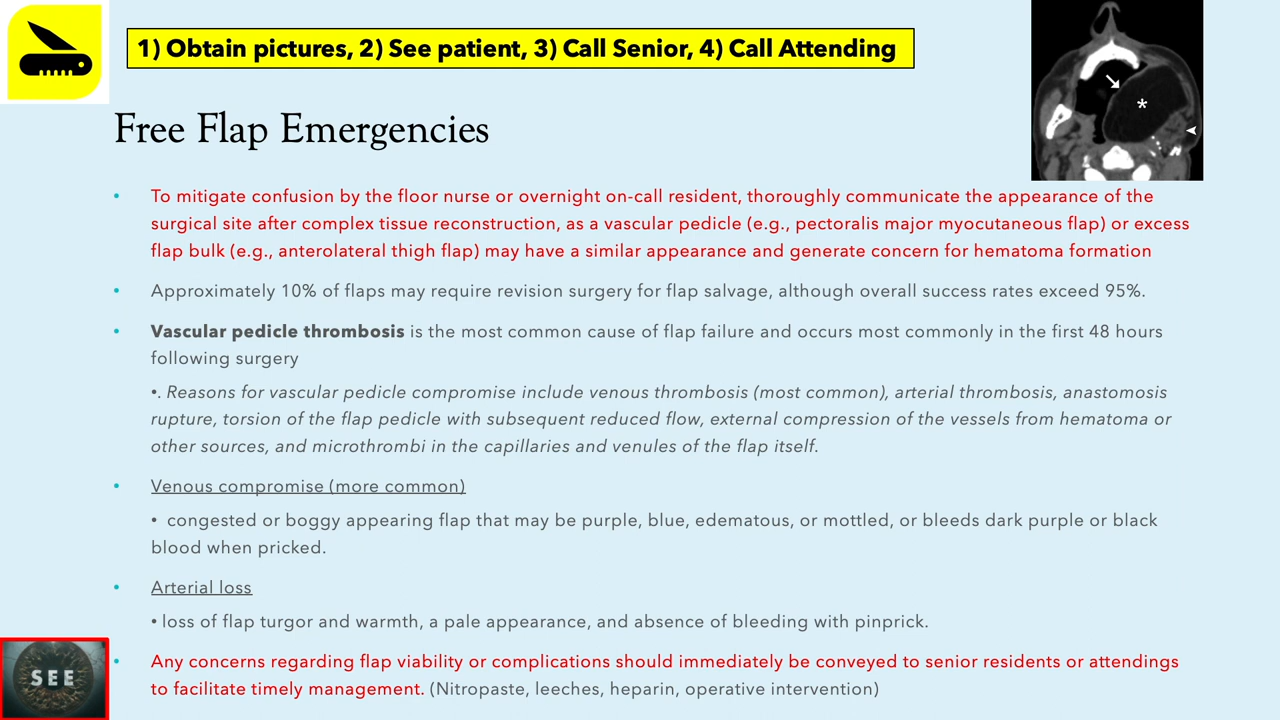 1) Obtain pictures, 2) See patient, 3) Call Senior, 4) Call Attending
*
Free Flap Emergencies
• To mitigate confusion by the floor nurse or overnight on-call resident, thoroughly communicate the appearance of the
surgical site after complex tissue reconstruction, as a vascular pedicle (e.g., pectoralis major myocutaneous flap) or excess
flap bulk (e.g., anterolateral thigh flap) may have a similar appearance and generate concern for hematoma formation
• Approximately 10% of flaps may require revision surgery for flap salvage, although overall success rates exceed 95%.
• Vascular pedicle thrombosis is the most common cause of flap failure and occurs most commonly in the first 48 hours
following surgery
•. Reasons for vascular pedicle compromise include venous thrombosis (most common), arterial thrombosis, anastomosis
rupture, torsion of the flap pedicle with subsequent reduced flow, external compression of the vessels from hematoma or
other sources, and microthrombi in the capillaries and venules of the flap itself.
• Venous compromise (more common)
• congested or boggy appearing flap that may be purple, blue, edematous, or mottled, or bleeds dark purple or black
blood when pricked.
• Arterial loss
• loss of flap turgor and warmth, a pale appearance, and absence of bleeding with pinprick.
• Any concerns regarding flap viability or complications should immediately be conveyed to senior residents or attendings
to facilitate timely management. (Nitropaste, leeches, heparin, operative intervention)
SEE